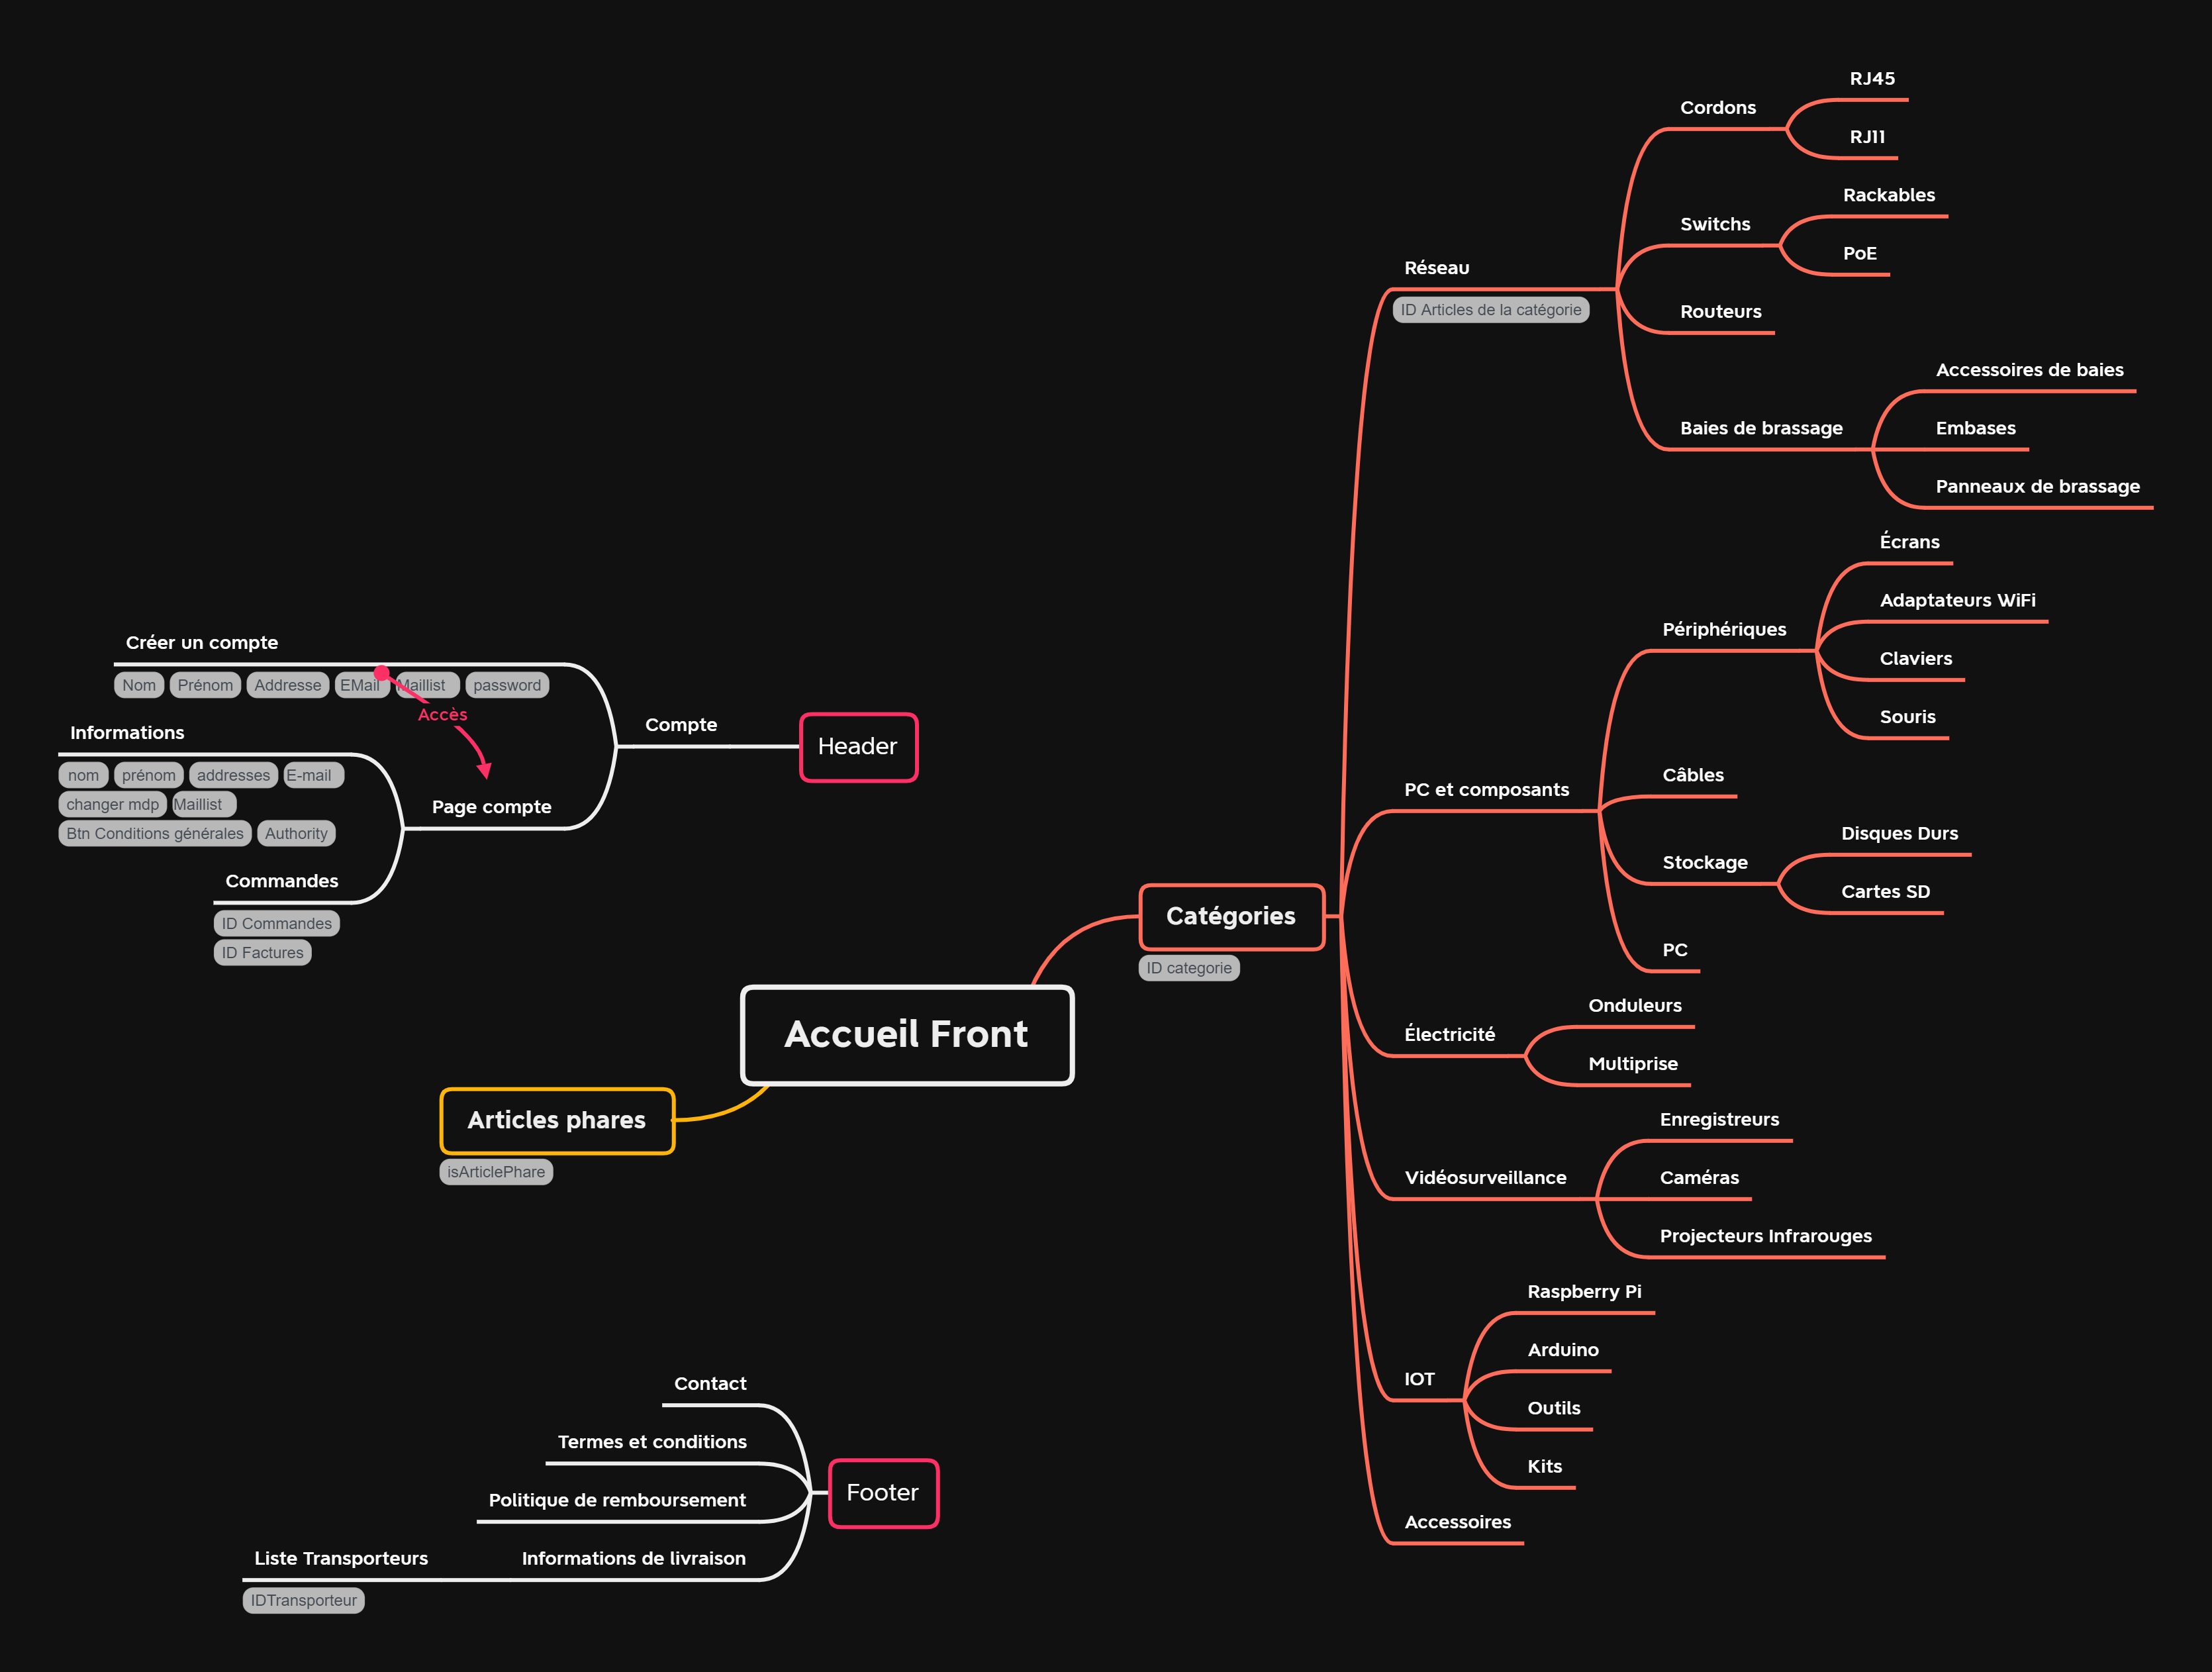 Accueil Front
Catégories
ID categorie
Réseau
ID Articles de la catégorie
Cordons
RJ45
RJ11
Switchs
Rackables
PoE
Routeurs
Baies de brassage
Accessoires de baies
Embases
Panneaux de brassage
PC et composants
Périphériques
Écrans
Adaptateurs WiFi
Claviers
Souris
Câbles
Stockage
Disques Durs
Cartes SD
PC
Électricité
Onduleurs
Multiprise
Vidéosurveillance
Enregistreurs
Caméras
Projecteurs Infrarouges
IOT
Raspberry Pi
Arduino
Outils
Kits
Accessoires
Articles phares
isArticlePhare
Header
Compte
Créer un compte
Nom Prénom Addresse EMail Maillist password
Accès
Page compte
Informations
nom prénom addresses E-mail
changer mdp Maillist
Btn Conditions générales Authority
Commandes
ID Commandes
ID Factures
Footer
Contact
Termes et conditions
Politique de remboursement
Informations de livraison
Liste Transporteurs
IDTransporteur